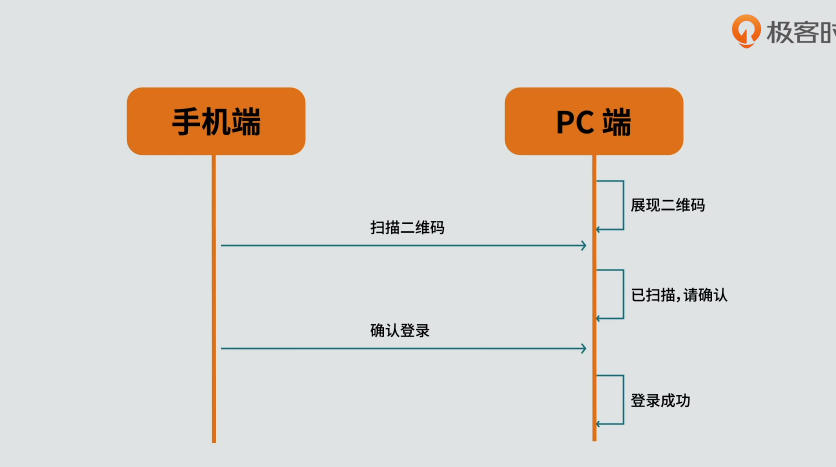 极客时
手机端
PC 端
展现二维码
扫描二维码
已扫描，请确认
确认登录
登录成功